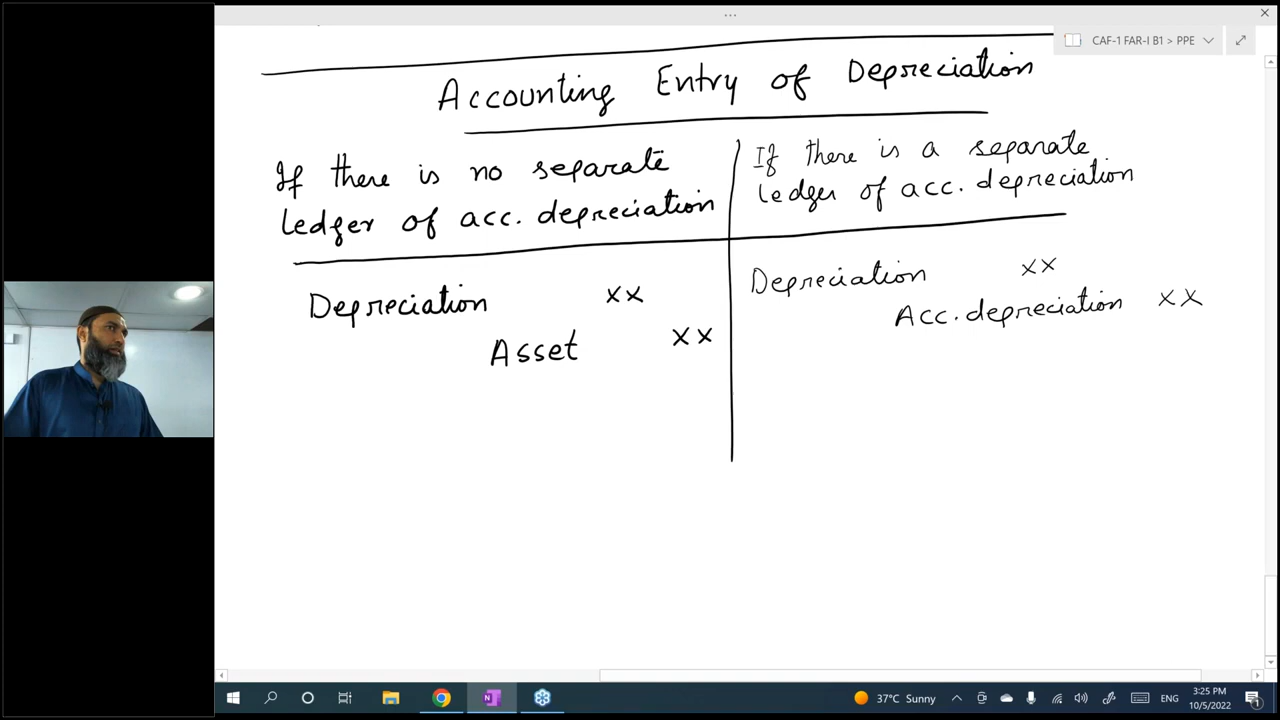 CAF-1 FAR-I B1 > PPE
Accounting Entry of Depreciation
If there is no separate
ledger of acc. depreciation
If there is a separate
ledger of acc. depreciation
Depreciation xx
Asset xx
Depreciation xx
Acc. depreciation xx
37°C Sunny
ENG
3:25 PM
10/5/2022
1